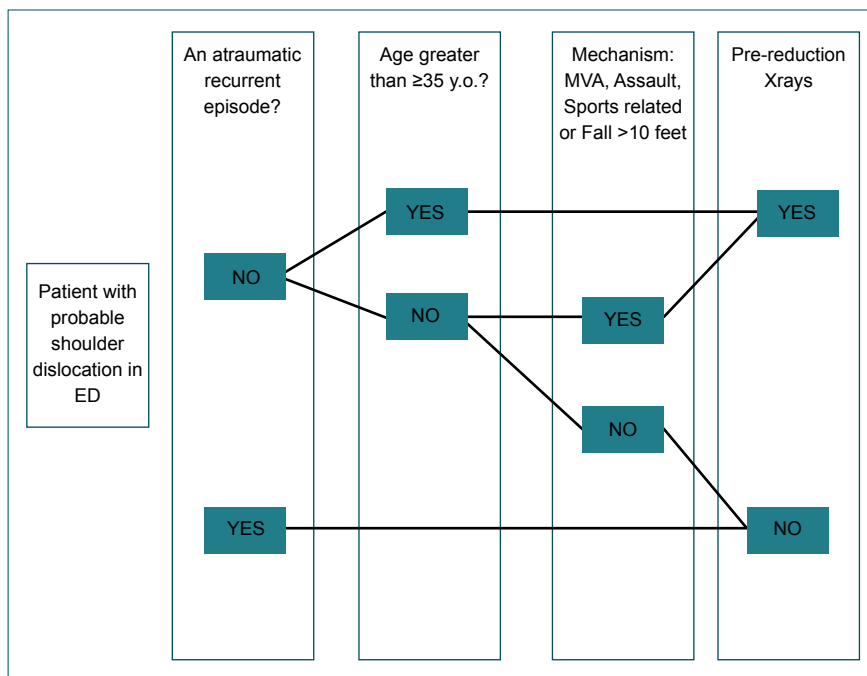 An atraumatic
recurrent
episode?
Age greater
than ≥35 y.o.?
Mechanism:
MVA, Assault,
Sports related
or Fall >10 feet
Pre-reduction
Xrays
YES
YES
NO
Patient with
probable
shoulder
dislocation in
ED
NO
YES
NO
YES
NO